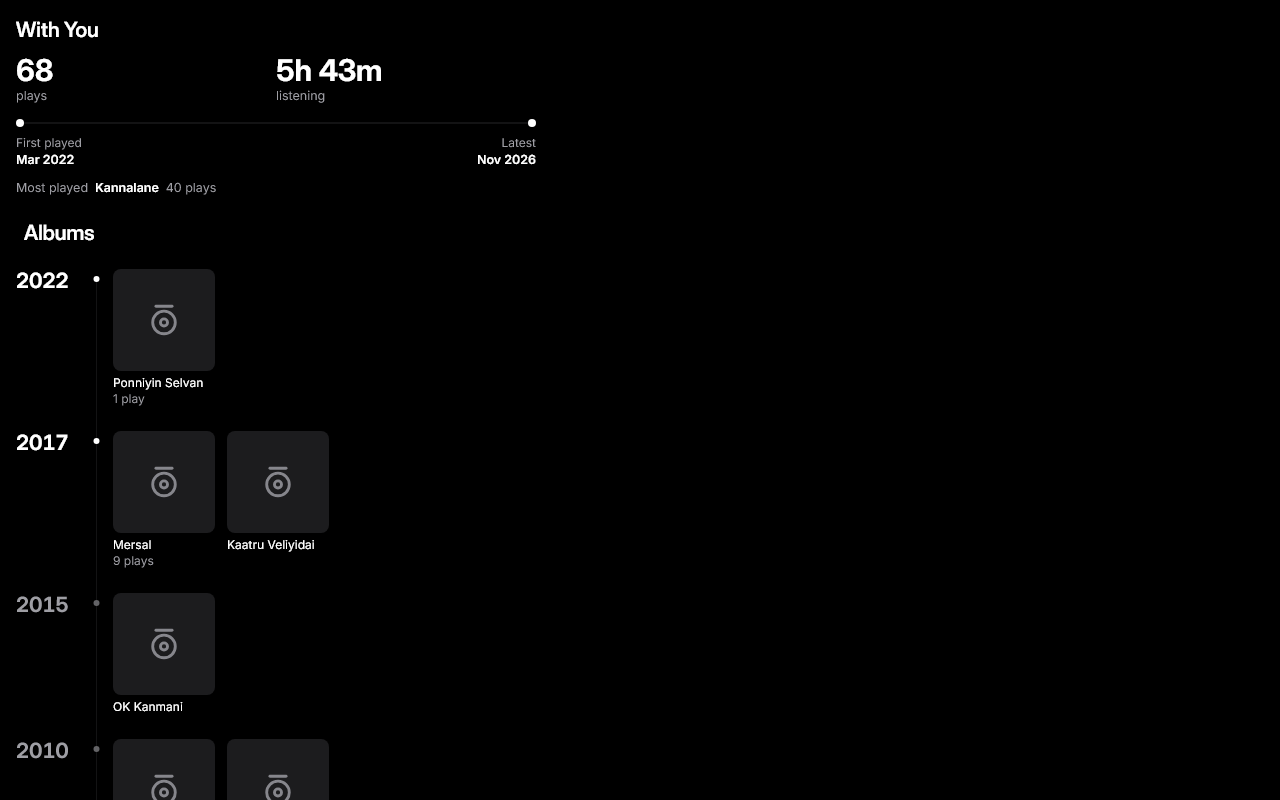 With You
68
plays
5h 43m
listening
First played
Mar 2022
Latest
Nov 2026
Most played Kannalane 40 plays
Albums
2022
Ponniyin Selvan
1 play
2017
Mersal
9 plays
Kaatru Veliyidai
2015
OK Kanmani
2010